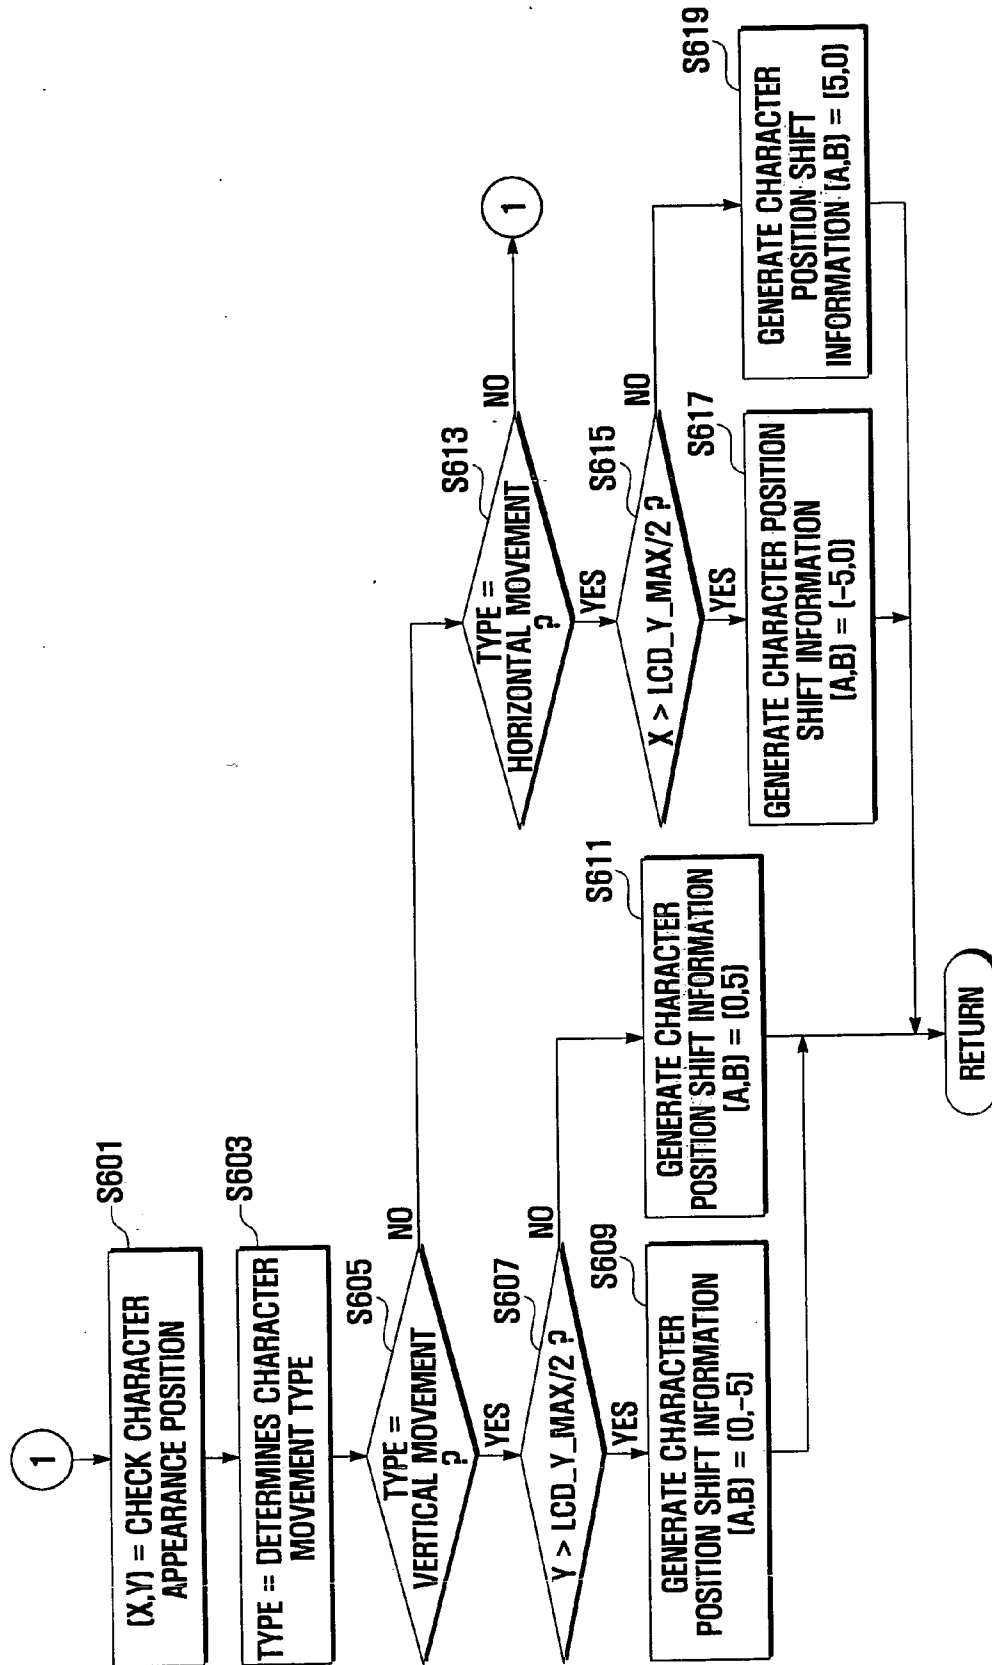 1
S601
(X,Y) = CHECK CHARACTER
APPEARANCE POSITION
S603
TYPE = DETERMINES CHARACTER
MOVEMENT TYPE
S605
TYPE =
VERTICAL MOVEMENT
?
NO
YES
S607
Y > LCD_Y_MAX/2 ?
NO
YES
S609
GENERATE CHARACTER
POSITION SHIFT INFORMATION
(A,B) = (0,-5)
S611
GENERATE CHARACTER
POSITION SHIFT INFORMATION
(A,B) = (0,5)
S613
TYPE =
HORIZONTAL MOVEMENT
?
NO
1
YES
S615
X > LCD_Y_MAX/2 ?
NO
YES
S617
GENERATE CHARACTER POSITION
SHIFT INFORMATION
(A,B) = (-5,0)
S619
GENERATE CHARACTER
POSITION SHIFT
INFORMATION (A,B) = (5,0)
RETURN